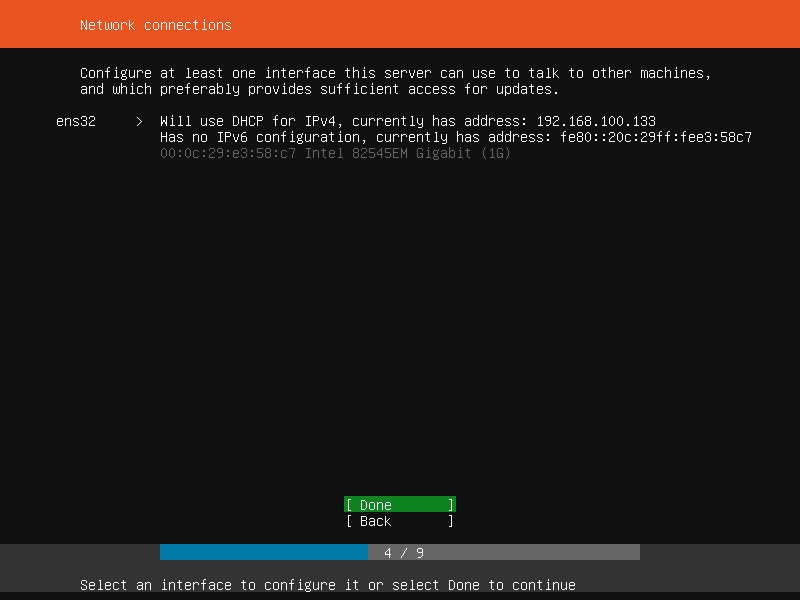 Network connections
Configure at least one interface this server can use to talk to other machines,
and which preferably provides sufficient access for updates.
ens32 > Will use DHCP for IPv4, currently has address: 192.168.100.133
Has no IPv6 configuration, currently has address: fe80::20c:29ff:fee3:58c7
00:0c:29:e3:58:c7 Intel 82545EM Gigabit (1G)
[ Done ]
[ Back ]
4 / 9
Select an interface to configure it or select Done to continue